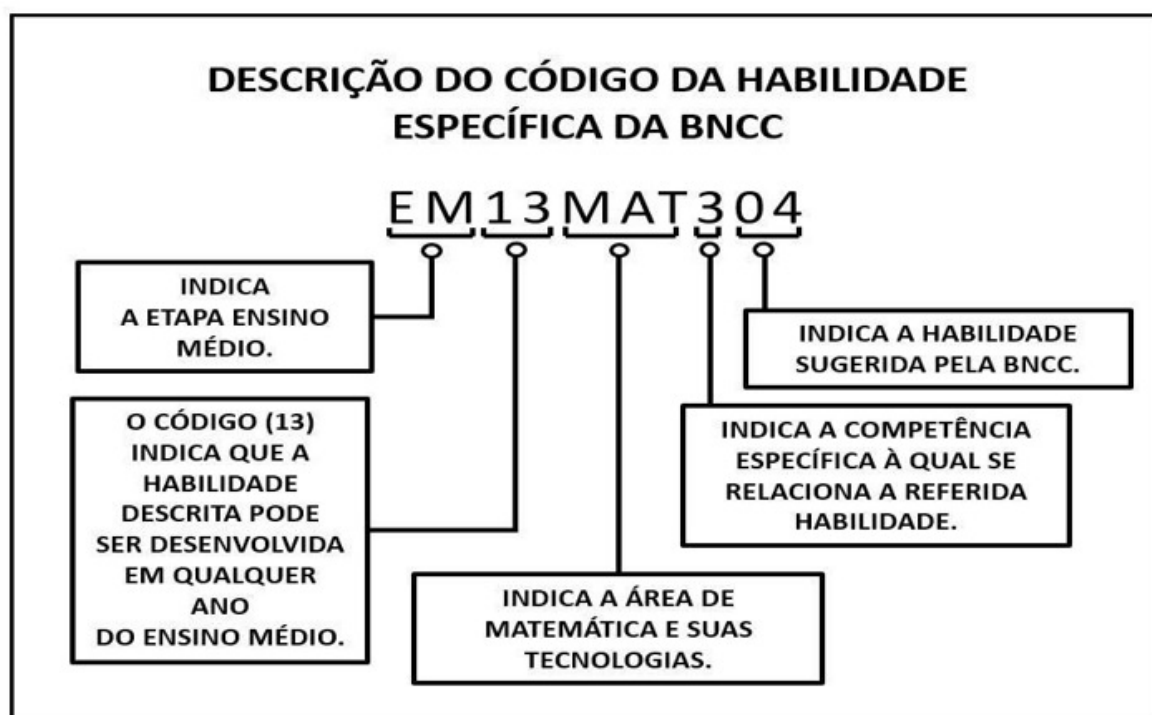 DESCRIÇÃO DO CÓDIGO DA HABILIDADE
ESPECÍFICA DA BNCC
EM13MAT304
INDICA
A ETAPA ENSINO
MÉDIO.
O CÓDIGO (13)
INDICA QUE A
HABILIDADE
DESCRITA PODE
SER DESENVOLVIDA
EM QUALQUER
ANO
DO ENSINO MÉDIO.
INDICA A ÁREA DE
MATEMÁTICA E SUAS
TECNOLOGIAS.
INDICA A COMPETÊNCIA
ESPECÍFICA À QUAL SE
RELACIONA A REFERIDA
HABILIDADE.
INDICA A HABILIDADE
SUGERIDA PELA BNCC.